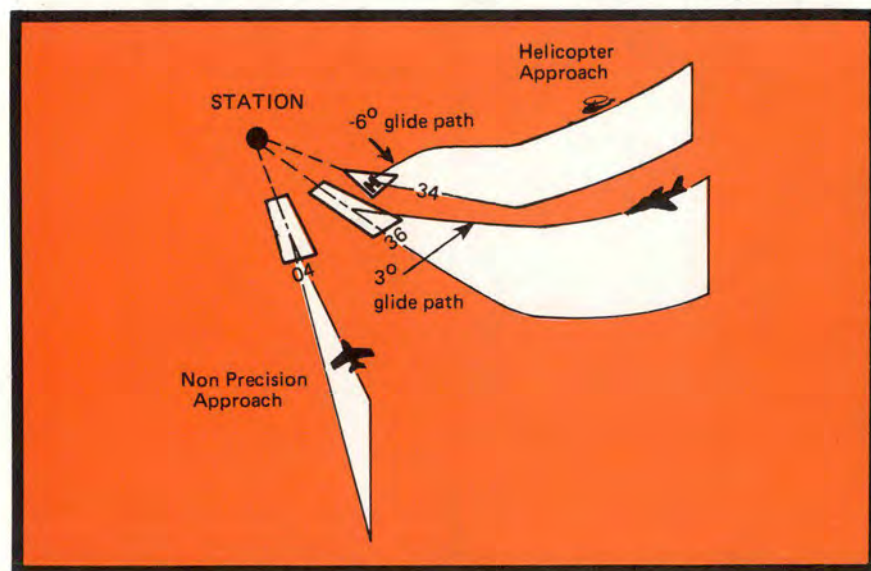 Helicopter
Approach
STATION
-6° glide path
M
34
36
3°
glide path
04
Non Precision
Approach